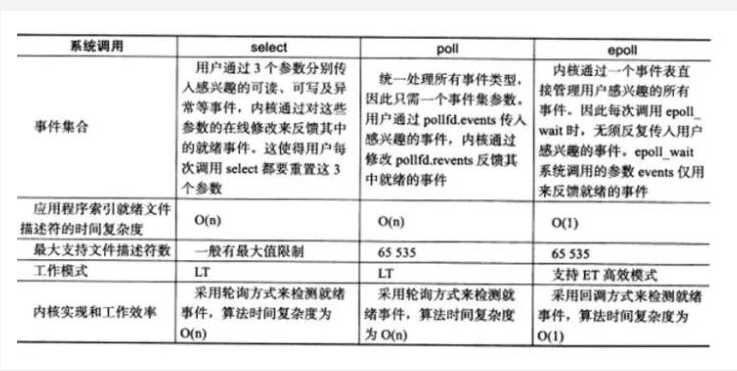 系统调用 select poll epoll
事件集合
用户通过 3 个参数分别传
入感兴趣的可读、可写及异
常等事件，内核通过对这些
参数的在线修改来反馈其中
的就绪事件。这使得用户每
次调用 select 都要重置这 3
个参数
统一处理所有事件类型，
因此只需一个事件集参数。
用户通过 pollfd.events 传入
感兴趣的事件，内核通过
修改 pollfd.revents 反馈其
中就绪的事件
内核通过一个事件表直
接管理用户感兴趣的所有
事件。因此每次调用 epoll_
wait 时，无须反复传入用户
感兴趣的事件。epoll_wait
系统调用的参数 events 仅用
来反馈就绪的事件
应用程序索引就绪文件
描述符的时间复杂度
O(n) O(n) O(1)
最大支持文件描述符数 一般有最大值限制 65 535 65 535
工作模式 LT LT 支持 ET 高效模式
内核实现和工作效率
采用轮询方式来检测就绪
事件，算法时间复杂度为
O(n)
采用轮询方式来检测就
绪事件，算法时间复杂度
为 O(n)
采用回调方式来检测就绪
事件，算法时间复杂度为
O(1)